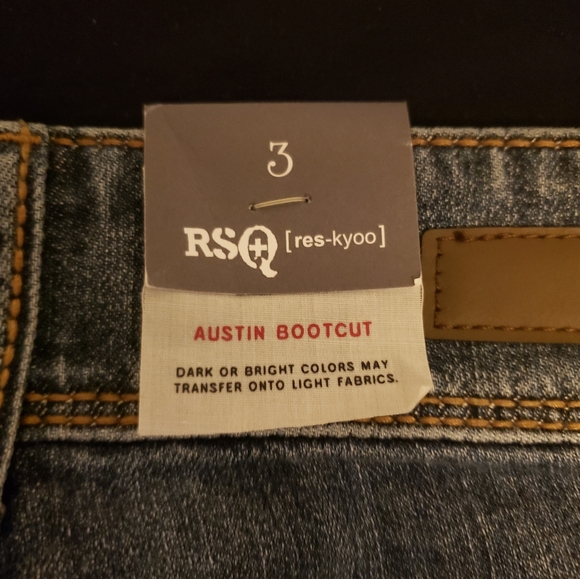 3
RSQ [res-kyoo]
AUSTIN BOOTCUT
DARK OR BRIGHT COLORS MAY
TRANSFER ONTO LIGHT FABRICS.